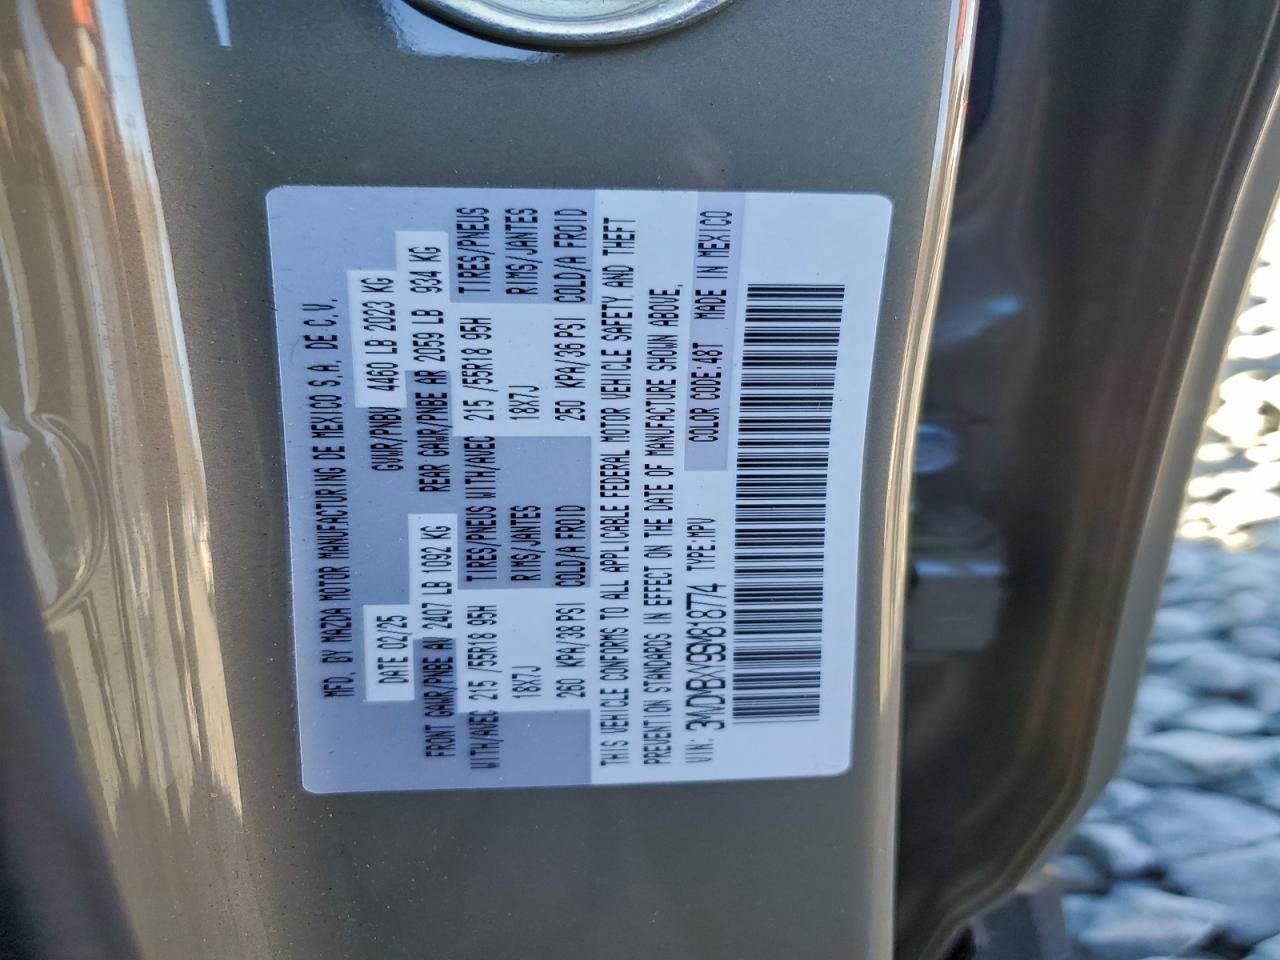 MFD. BY MAZDA MOTOR MANUFACTURING DE MEXICO S.A. DE C.V.
DATE 02/25 GVWR/PNBV 4460 LB 2023 KG
FRONT GAWR/PNBE AV 2407 LB 1092 KG REAR GAWR/PNBE AR 2059 LB 934 KG
WITH/AVEC 215 /55R18 95H TIRES/PNEUS WITH/AVEC 215 /55R18 95H TIRES/PNEUS
18X7J RIMS/JANTES 18X7J RIMS/JANTES
260 KPA/38 PSI COLD/A FROID 250 KPA/36 PSI COLD/A FROID
THIS VEHICLE CONFORMS TO ALL APPLICABLE FEDERAL MOTOR VEHICLE SAFETY, AND THEFT
PREVENTION STANDARDS IN EFFECT ON THE DATE OF MANUFACTURE SHOWN ABOVE.
VIN: 3MVDMBXY9SM818774 TYPE:MPV COLOR CODE:48T MADE IN MEXICO